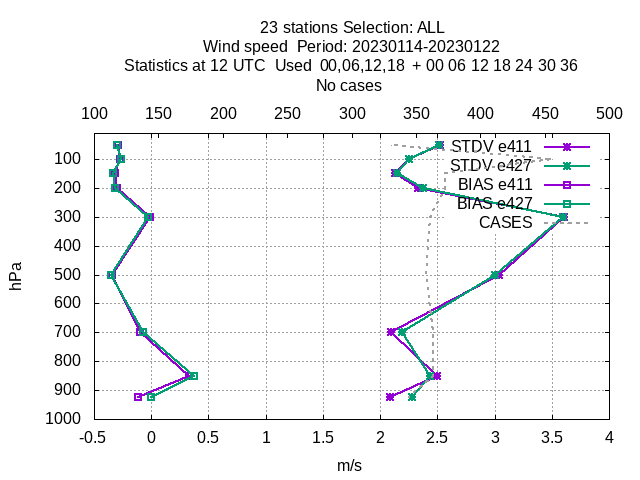 23 stations Selection: ALL
Wind speed  Period: 20230114-20230122
Statistics at 12 UTC  Used  00,06,12,18  + 00 06 12 18 24 30 36
No cases
100 150 200 250 300 350 400 450 500
STDV e411
STDV e427
BIAS e411
BIAS e427
CASES
hPa
100
200
300
400
500
600
700
800
900
1000
-0.5 0 0.5 1 1.5 2 2.5 3 3.5 4
m/s